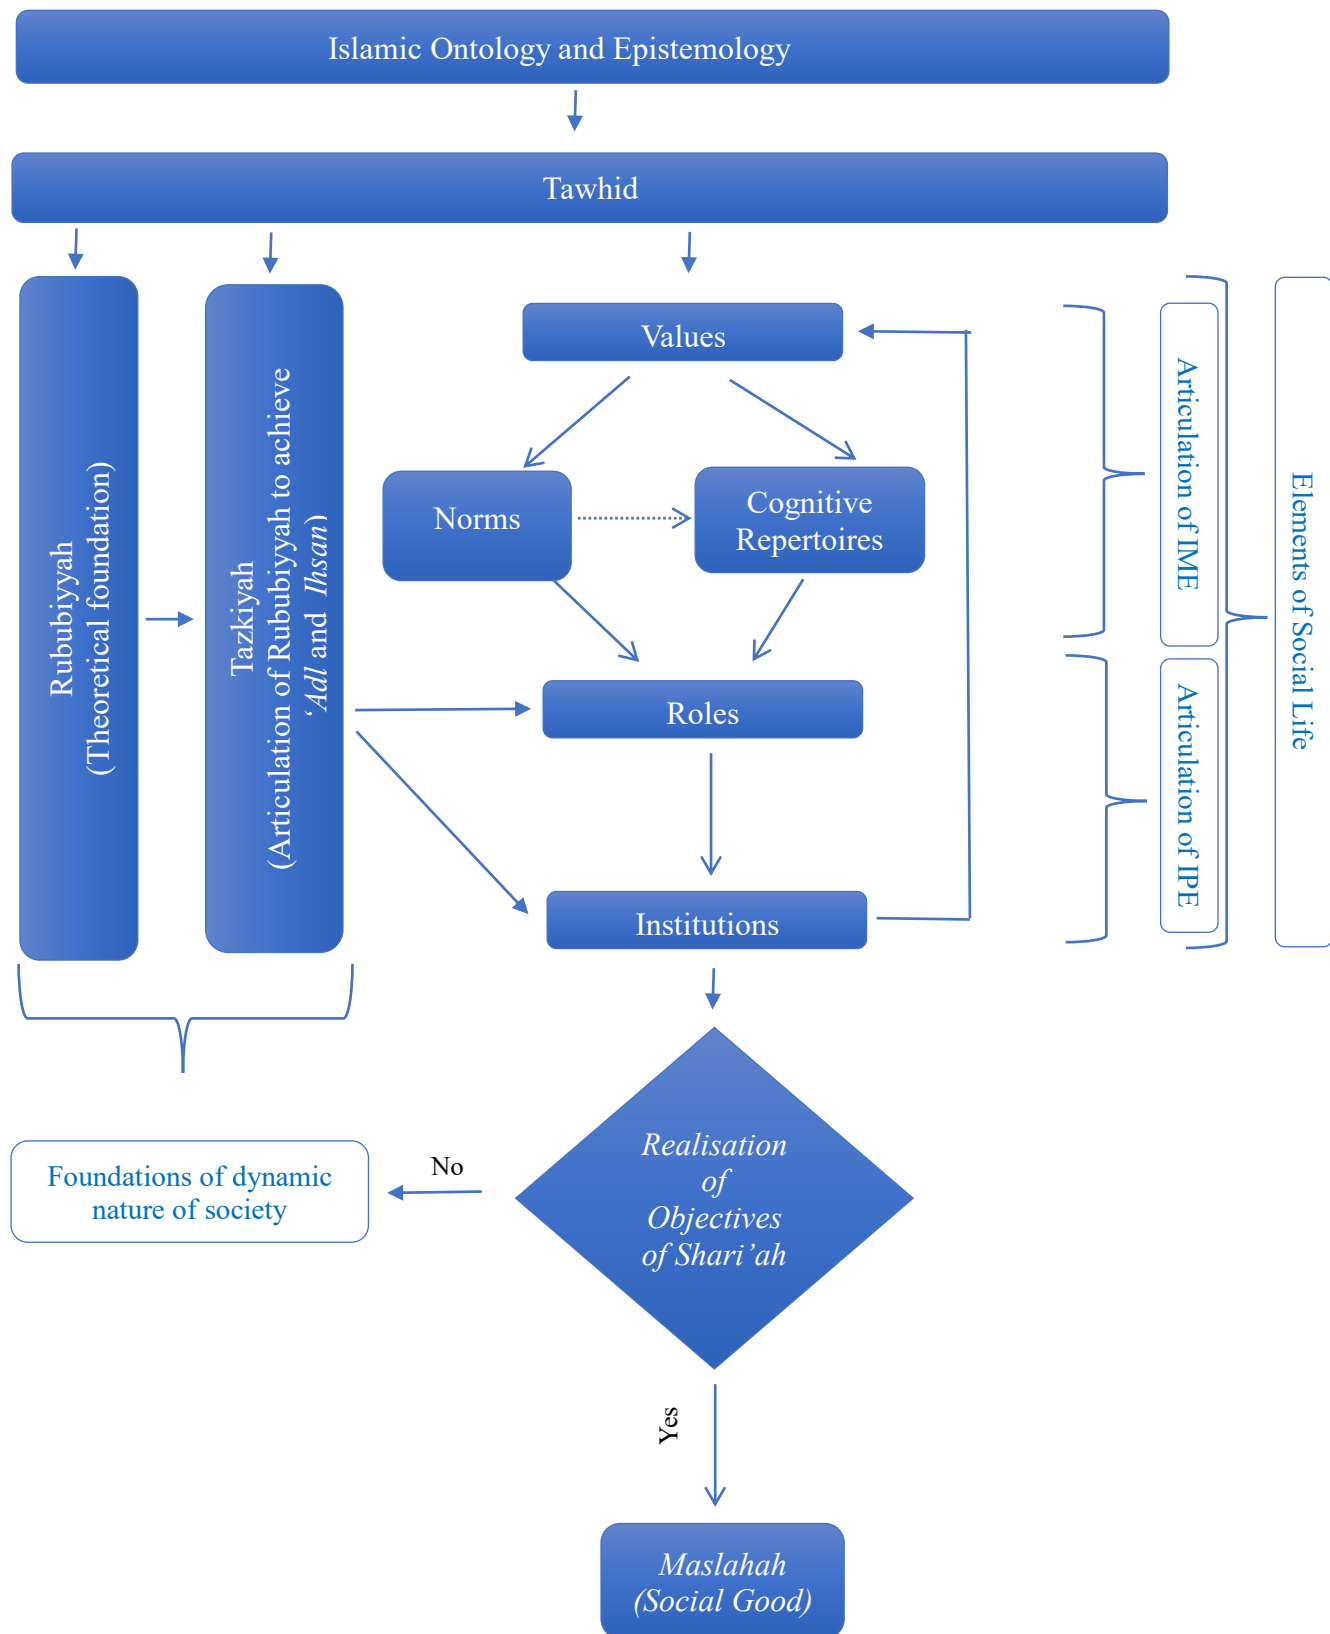 Islamic Ontology and Epistemology
Tawhid
Rububiyyah
(Theoretical foundation)
Tazkiyah
(Articulation of Rububiyyah to achieve
‘Adl and Ihsan)
Values
Norms
Cognitive
Repertoires
Roles
Institutions
Articulation of IME
Articulation of IPE
Elements of Social Life
Foundations of dynamic
nature of society
No
Realisation
of
Objectives
of Shari’ah
Yes
Maslahah
(Social Good)